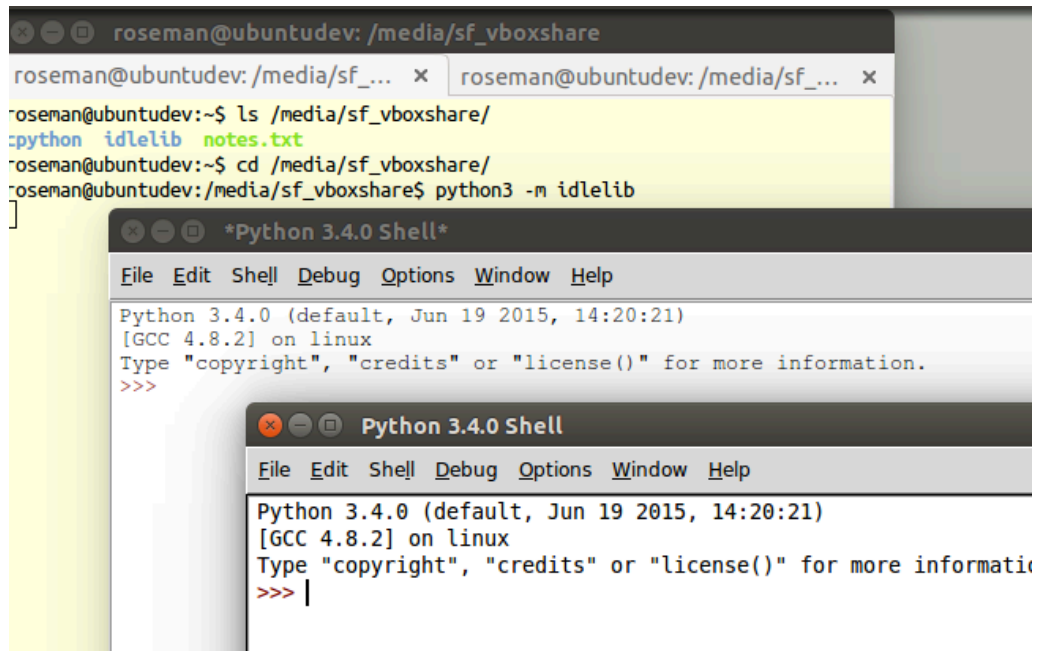 roseman@ubuntudev: /media/sf_vboxshare
roseman@ubuntudev: /media/sf_... × roseman@ubuntudev: /media/sf_... ×
roseman@ubuntudev:~$ ls /media/sf_vboxshare/
cpython idlelib notes.txt
roseman@ubuntudev:~$ cd /media/sf_vboxshare/
roseman@ubuntudev:/media/sf_vboxshare$ python3 -m idlelib
*Python 3.4.0 Shell*
File Edit Shell Debug Options Window Help
Python 3.4.0 (default, Jun 19 2015, 14:20:21)
[GCC 4.8.2] on linux
Type "copyright", "credits" or "license()" for more information.
>>>
Python 3.4.0 Shell
File Edit Shell Debug Options Window Help
Python 3.4.0 (default, Jun 19 2015, 14:20:21)
[GCC 4.8.2] on linux
Type "copyright", "credits" or "license()" for more informatic
>>>